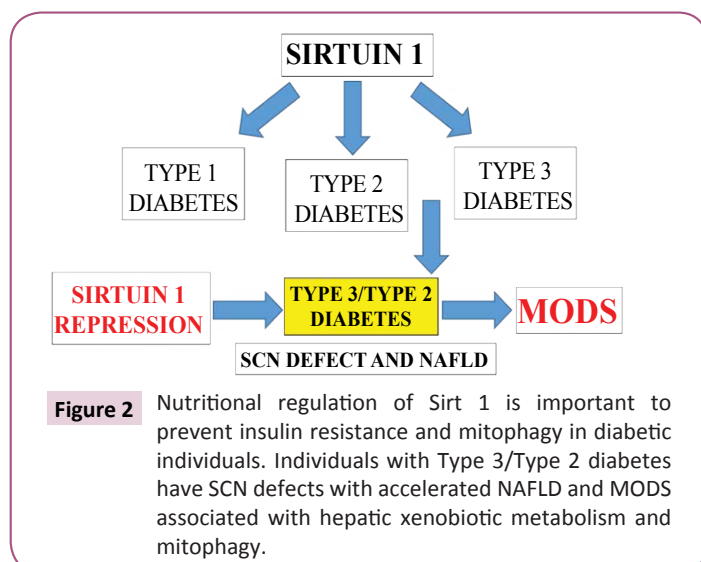 SIRTUIN 1
TYPE 1
DIABETES
TYPE 2
DIABETES
TYPE 3
DIABETES
SIRTUIN 1
REPRESSION
TYPE 3/TYPE 2
DIABETES
MODS
SCN DEFECT AND NAFLD
Figure 2
Nutritional regulation of Sirt 1 is important to
prevent insulin resistance and mitophagy in diabetic
individuals. Individuals with Type 3/Type 2 diabetes
have SCN defects with accelerated NAFLD and MODS
associated with hepatic xenobiotic metabolism and
mitophagy.